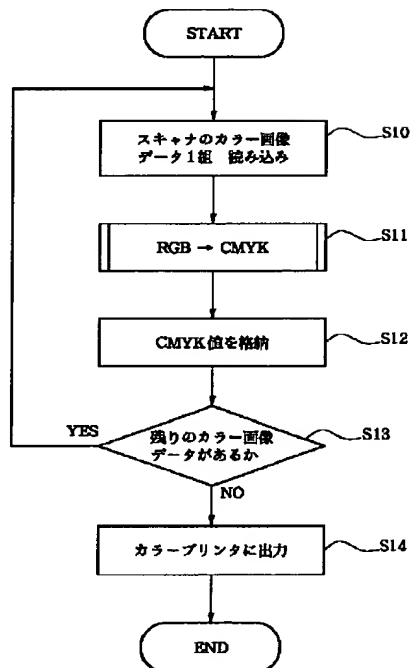 START
スキャナのカラー画像
データ1組 読み込み
S10
RGB → CMYK
S11
CMYK値を格納
S12
YES
残りのカラー画像
データがあるか
S13
NO
カラープリンタに出力
S14
END